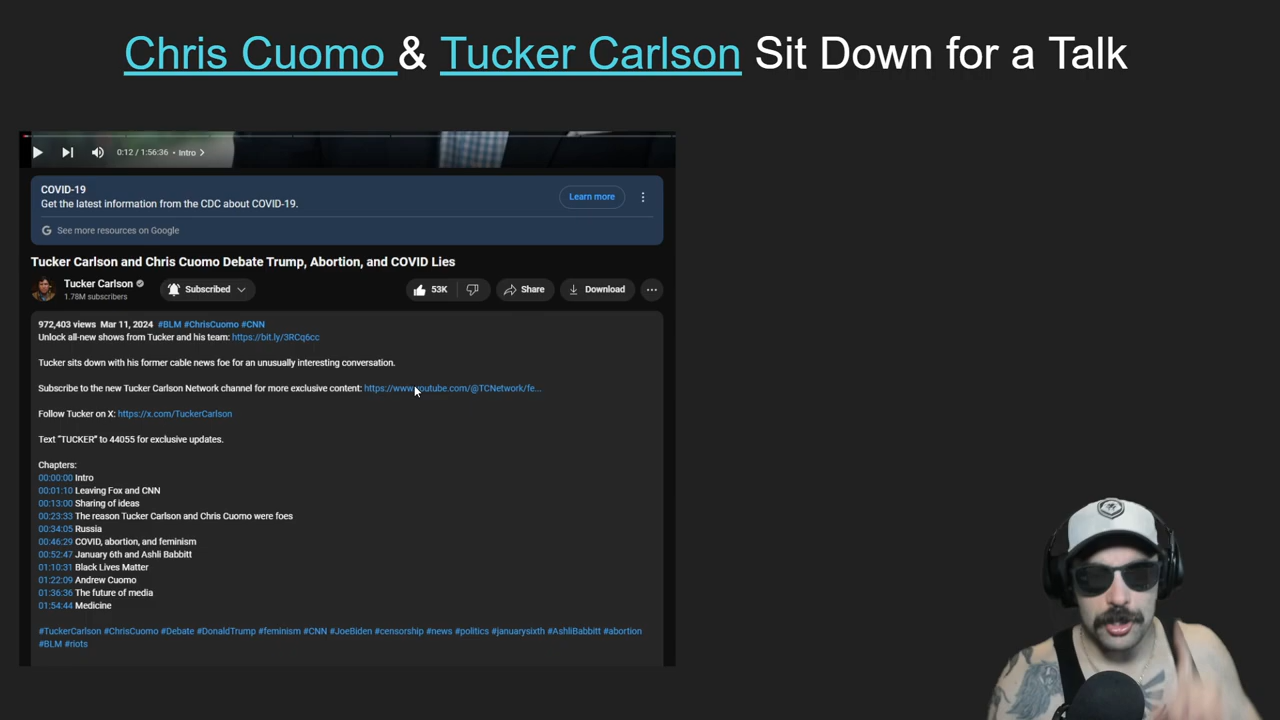 Chris Cuomo & Tucker Carlson Sit Down for a Talk
0:12 / 1:56:36 • Intro >
COVID-19
Get the latest information from the CDC about COVID-19.
Learn more
See more resources on Google
Tucker Carlson and Chris Cuomo Debate Trump, Abortion, and COVID Lies
Tucker Carlson
1.78M subscribers
Subscribed
53K
Share
Download
972,403 views Mar 11, 2024 #BLM #ChrisCuomo #CNN
Unlock all-new shows from Tucker and his team: https://bit.ly/3RCq6cc
Tucker sits down with his former cable news foe for an unusually interesting conversation.
Subscribe to the new Tucker Carlson Network channel for more exclusive content: https://www.youtube.com/@TCNetwork/fe...
Follow Tucker on X: https://x.com/TuckerCarlson
Text "TUCKER" to 44055 for exclusive updates.
Chapters:
00:00:00 Intro
00:01:10 Leaving Fox and CNN
00:13:00 Sharing of ideas
00:23:33 The reason Tucker Carlson and Chris Cuomo were foes
00:34:05 Russia
00:46:29 COVID, abortion, and feminism
00:52:47 January 6th and Ashli Babbitt
01:10:31 Black Lives Matter
01:22:09 Andrew Cuomo
01:36:36 The future of media
01:54:44 Medicine
#TuckerCarlson #ChrisCuomo #Debate #DonaldTrump #feminism #CNN #JoeBiden #censorship #news #politics #januarysixth #AshliBabbitt #abortion
#BLM #riots